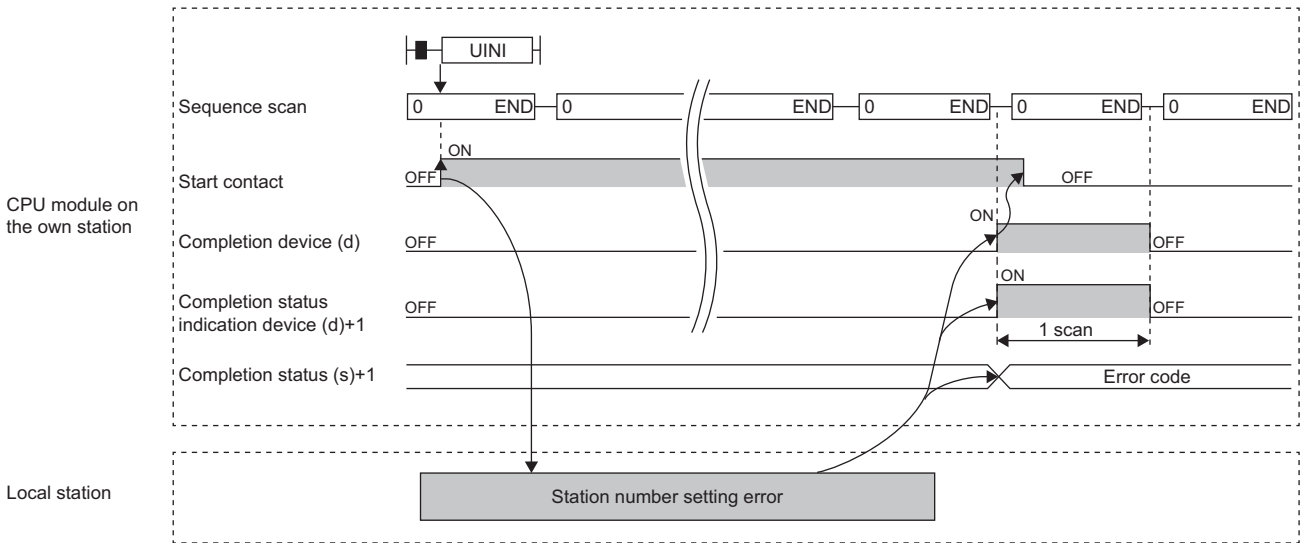 UINI
Sequence scan 0 END 0 END 0 END 0 END 0 END
ON
Start contact OFF OFF
CPU module on
the own station
ON
Completion device (d) OFF OFF
ON
Completion status
indication device (d)+1 OFF OFF
1 scan
Completion status (s)+1 Error code
Local station Station number setting error